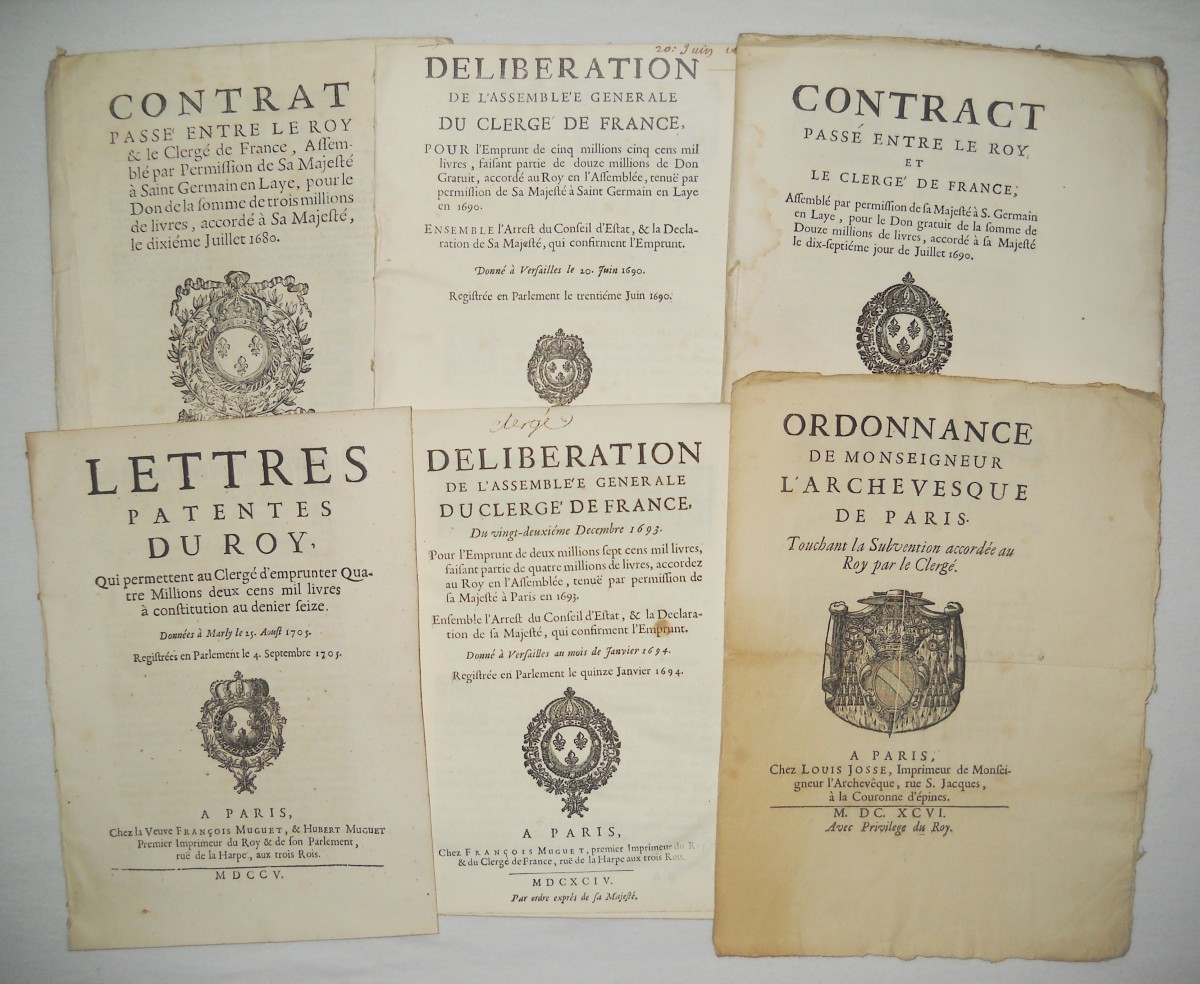 CONTRAT
PASSÉ ENTRE LE ROY
& le Clergé de France, Aſſem-
blé par Permiſſion de Sa Majeſté
à Saint Germain en Laye, pour le
Don de la ſomme de trois millions
de livres, accordé à Sa Majeſté,
le dixiéme Juillet 1680.
20. Juin
DELIBERATION
DE L'ASSEMBLÉE GENERALE
DU CLERGÉ DE FRANCE,
POUR l'Emprunt de cinq millions cinq cens mil
livres, faiſant partie de douze millions de Don
Gratuit, accordé au Roy en l'Aſſemblée, tenuë par
permiſſion de Sa Majeſté à Saint Germain en Laye
en 1690.
ENSEMBLE l'Arreſt du Conſeil d'Eſtat, & la Decla-
ration de Sa Majeſté, qui confirment l'Emprunt.
Donné à Verſailles le 20. Juin 1690.
Regiſtrée en Parlement le trentiéme Juin 1690.
CONTRACT
PASSÉ ENTRE LE ROY,
ET
LE CLERGÉ DE FRANCE,
Aſſemblé par permiſſion de ſa Majeſté à S. Germain
en Laye, pour le Don gratuit de la ſomme de
Douze millions de livres, accordé à ſa Majeſté
le dix-ſeptiéme jour de Juillet 1690.
LETTRES
PATENTES
DU ROY,
Qui permettent au Clergé d'emprunter Qua-
tre Millions deux cens mil livres
à conſtitution au denier ſeize.
Données à Marly le 25. Aouſt 1705.
Regiſtrées en Parlement le 4. Septembre 1705.
A PARIS,
Chez la Veuve FRANÇOIS MUGUET, & HUBERT MUGUET
Premier Imprimeur du Roy & de ſon Parlement,
ruë de la Harpe, aux trois Rois.
MDCCV.
clergé
DELIBERATION
DE L'ASSEMBLÉE GENERALE
DU CLERGÉ DE FRANCE,
Du vingt-deuxiéme Decembre 1693.
Pour l'Emprunt de deux millions ſept cens mil livres,
faiſant partie de quatre millions de livres, accordez
au Roy en l'Aſſemblée, tenuë par permiſſion de
ſa Majeſté à Paris en 1693.
Enſemble l'Arreſt du Conſeil d'Eſtat, & la Declara-
tion de ſa Majeſté, qui confirment l'Emprunt.
Donné à Verſailles au mois de Janvier 1694.
Regiſtrée en Parlement le quinze Janvier 1694.
A PARIS,
Chez FRANÇOIS MUGUET, premier Imprimeur du
& du Clergé de France, ruë de la Harpe aux trois Rois.
MDCXCIV.
Par ordre exprés de ſa Majeſté.
ORDONNANCE
DE MONSEIGNEUR
L'ARCHEVESQUE
DE PARIS.
Touchant la Subvention accordée au
Roy par le Clergé.
A PARIS,
Chez LOUIS JOSSE, Imprimeur de Monſei-
gneur l'Archevêque, rue S. Jacques,
à la Couronne d'épines.
M. DC. XCVI.
Avec Privilege du Roy.